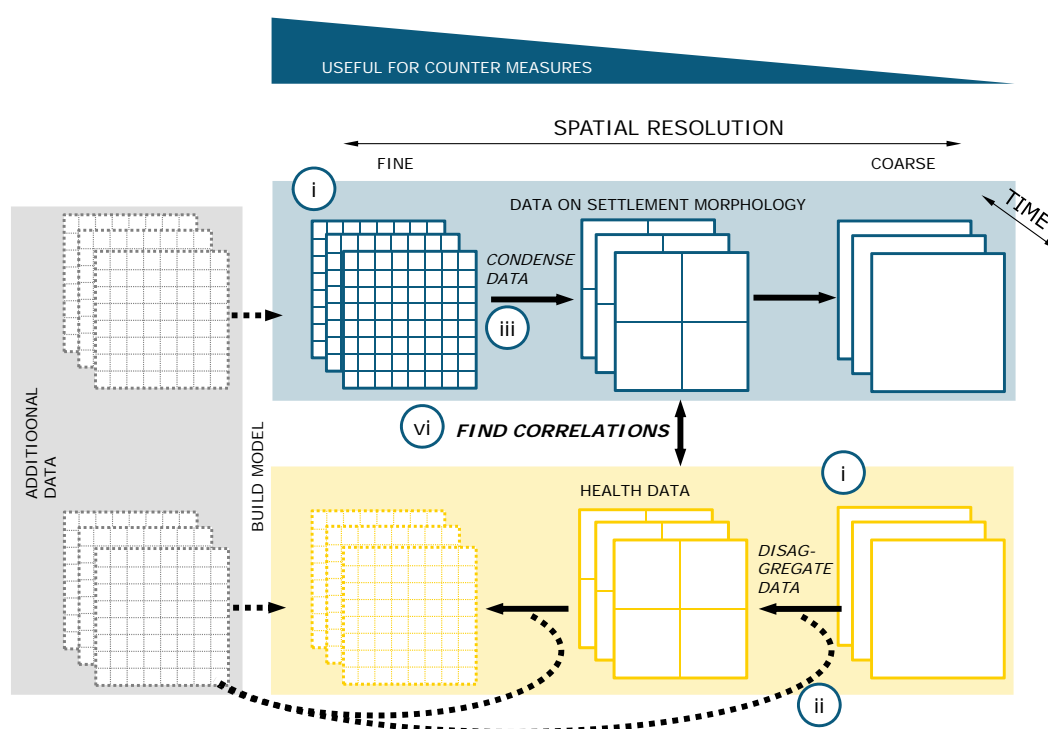 USEFUL FOR COUNTER MEASURES
SPATIAL RESOLUTION
FINE
COARSE
TIME
i
DATA ON SETTLEMENT MORPHOLOGY
CONDENSE
DATA
iii
ADDITIOONAL
DATA
BUILD MODEL
vi
FIND CORRELATIONS
i
HEALTH DATA
DISAG-
GREGATE
DATA
ii